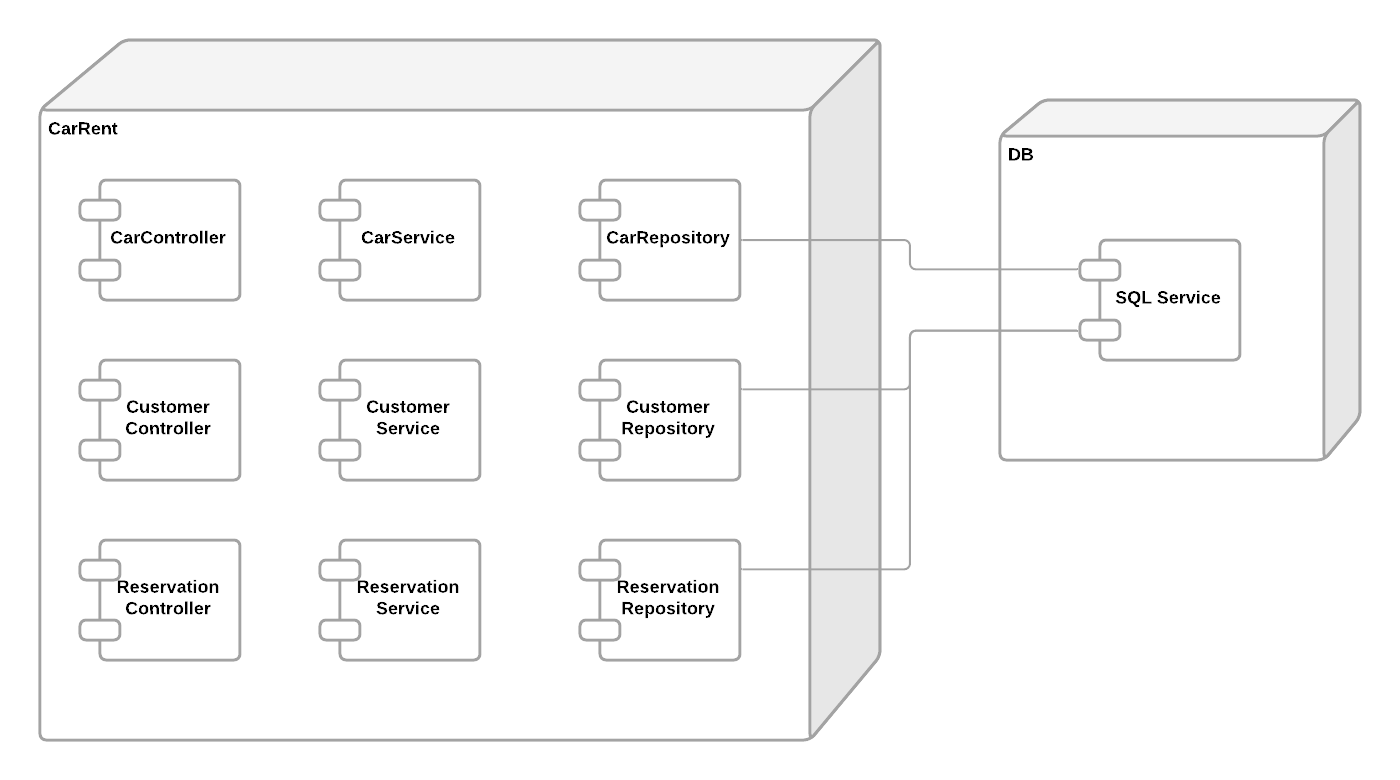 CarRent
DB
CarController
CarService
CarRepository
SQL Service
Customer
Controller
Customer
Service
Customer
Repository
Reservation
Controller
Reservation
Service
Reservation
Repository